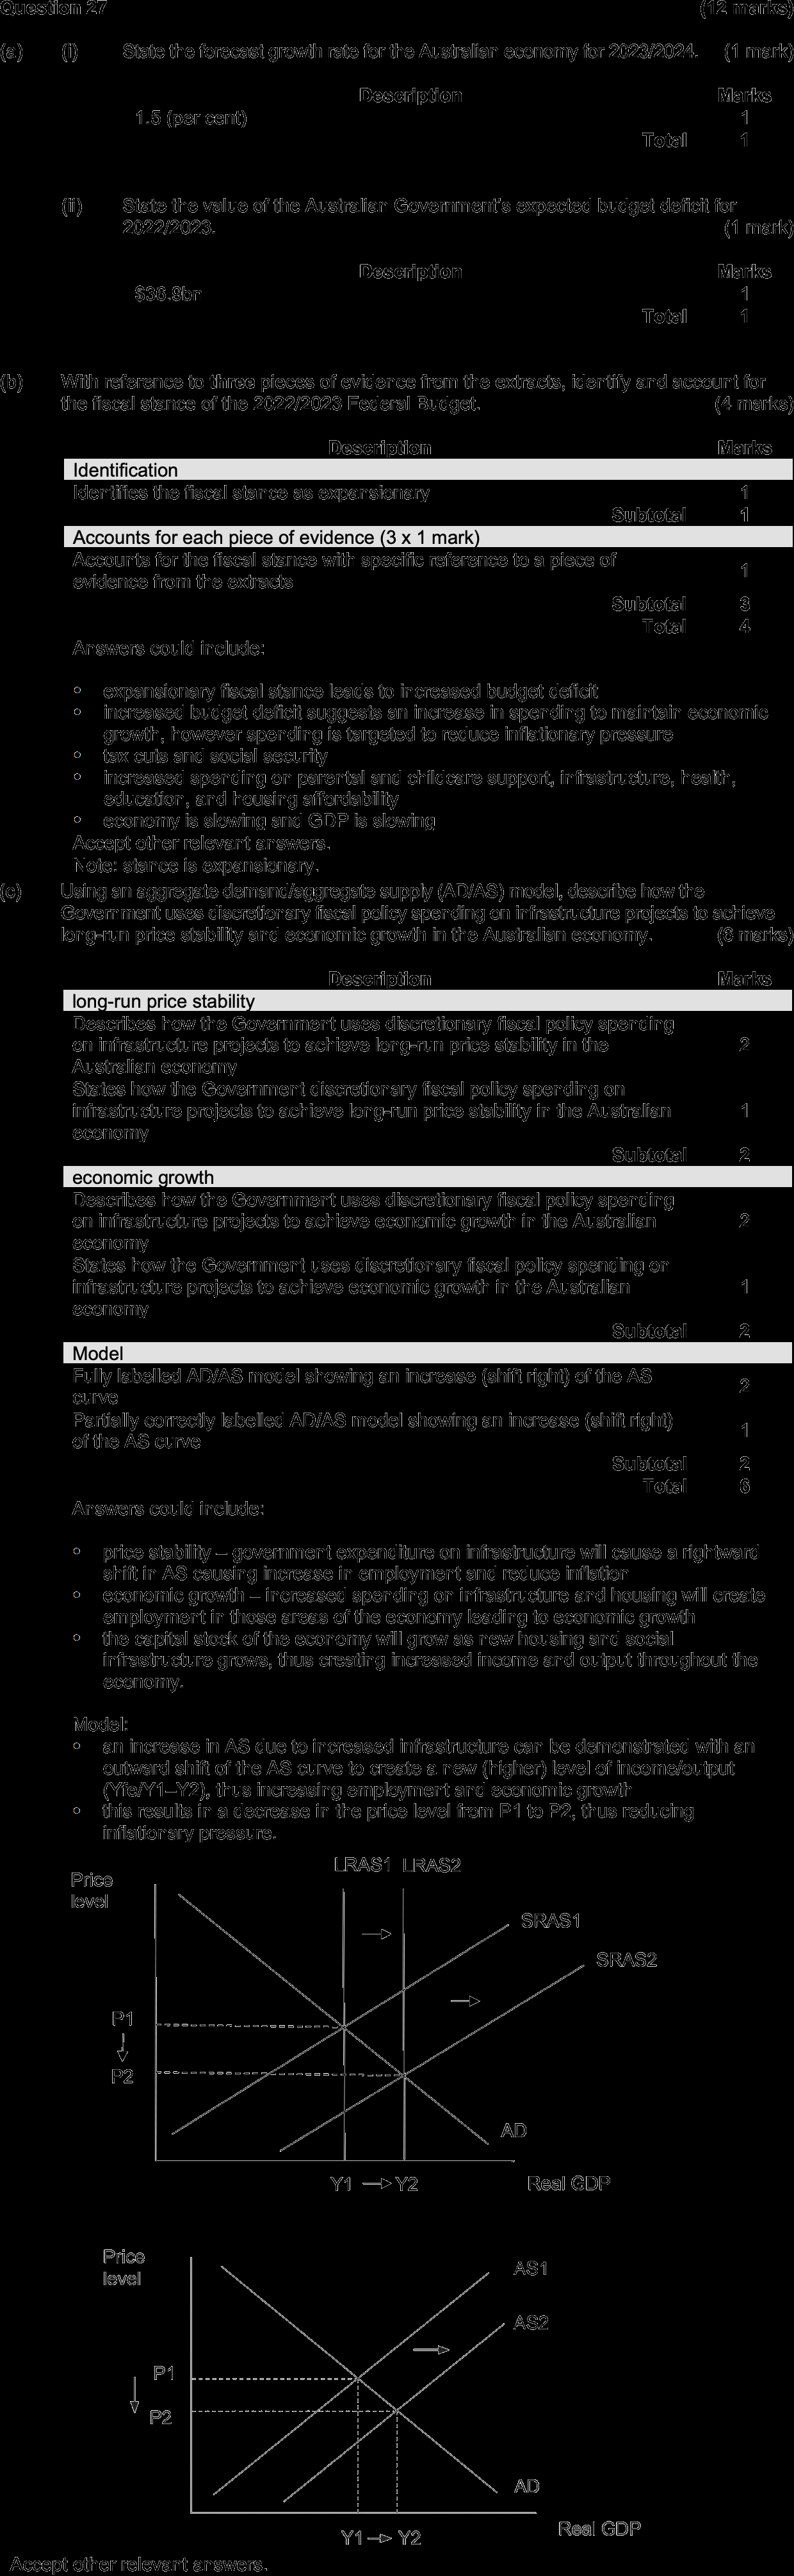 Question 27 (12 marks)
(a) (i) State the forecast growth rate for the Australian economy for 2023/2024. (1 mark)
Description Marks
1.5 (per cent) 1
Total 1
(ii) State the value of the Australian Government's expected budget deficit for
2022/2023. (1 mark)
Description Marks
$36.9bn 1
Total 1
(b) With reference to three pieces of evidence from the extracts, identify and account for
the fiscal stance of the 2022/2023 Federal Budget. (4 marks)
Description Marks
Identification
Identifies the fiscal stance as expansionary 1
Subtotal 1
Accounts for each piece of evidence (3 x 1 mark)
Accounts for the fiscal stance with specific reference to a piece of
evidence from the extracts 1
Subtotal 3
Total 4
Answers could include:
• expansionary fiscal stance leads to increased budget deficit
• increased budget deficit suggests an increase in spending to maintain economic
growth, however spending is targeted to reduce inflationary pressure
• tax cuts and social security
• increased spending on parental and childcare support, infrastructure, health,
education, and housing affordability
• economy is slowing and GDP is slowing
Accept other relevant answers.
Note: stance is expansionary.
(c) Using an aggregate demand/aggregate supply (AD/AS) model, describe how the
Government uses discretionary fiscal policy spending on infrastructure projects to achieve
long-run price stability and economic growth in the Australian economy. (6 marks)
Description Marks
long-run price stability
Describes how the Government uses discretionary fiscal policy spending
on infrastructure projects to achieve long-run price stability in the 2
Australian economy
States how the Government discretionary fiscal policy spending on
infrastructure projects to achieve long-run price stability in the Australian 1
economy
Subtotal 2
economic growth
Describes how the Government uses discretionary fiscal policy spending
on infrastructure projects to achieve economic growth in the Australian 2
economy
States how the Government uses discretionary fiscal policy spending on
infrastructure projects to achieve economic growth in the Australian 1
economy
Subtotal 2
Model
Fully labelled AD/AS model showing an increase (shift right) of the AS
curve 2
Partially correctly labelled AD/AS model showing an increase (shift right)
of the AS curve 1
Subtotal 2
Total 6
Answers could include:
• price stability – government expenditure on infrastructure will cause a rightward
shift in AS causing increase in employment and reduce inflation
• economic growth – increased spending on infrastructure and housing will create
employment in those areas of the economy leading to economic growth
• the capital stock of the economy will grow as new housing and social
infrastructure grows, thus creating increased income and output throughout the
economy.
Model:
• an increase in AS due to increased infrastructure can be demonstrated with an
outward shift of the AS curve to create a new (higher) level of income/output
(Yfe/Y1–Y2), thus increasing employment and economic growth
• this results in a decrease in the price level from P1 to P2, thus reducing
inflationary pressure.
LRAS1 LRAS2
Price
level
SRAS1
SRAS2
P1
P2
AD
Y1 Y2 Real GDP
Price
level
AS1
AS2
P1
P2
AD
Y1 Y2 Real GDP
Accept other relevant answers.